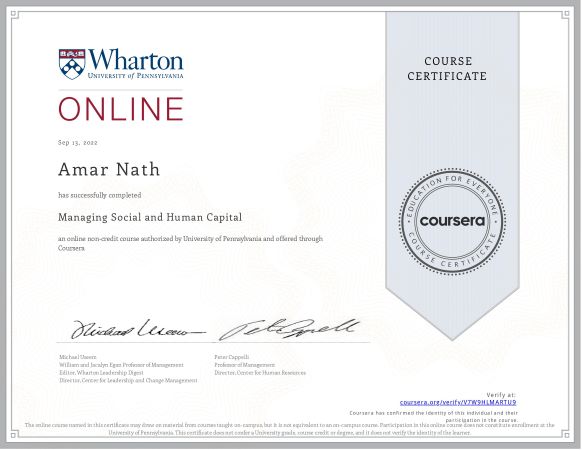 Wharton
UNIVERSITY of PENNSYLVANIA
ONLINE
COURSE
CERTIFICATE
Sep 13, 2022
Amar Nath
has successfully completed
Managing Social and Human Capital
an online non-credit course authorized by University of Pennsylvania and offered through
Coursera
EDUCATION FOR EVERYONE
coursera
COURSE CERTIFICATE
Michael Useem
William and Jacalyn Egan Professor of Management
Editor, Wharton Leadership Digest
Director, Center for Leadership and Change Management
Peter Cappelli
Professor of Management
Director, Center for Human Resources
Verify at:
coursera.org/verify/V7W9HLMARTU9
Coursera has confirmed the identity of this individual and their
participation in the course.
The online course named in this certificate may draw on material from courses taught on-campus, but it is not equivalent to an on-campus course. Participation in this online course does not constitute enrollment at the
University of Pennsylvania. This certificate does not confer a University grade, course credit or degree, and it does not verify the identity of the learner.